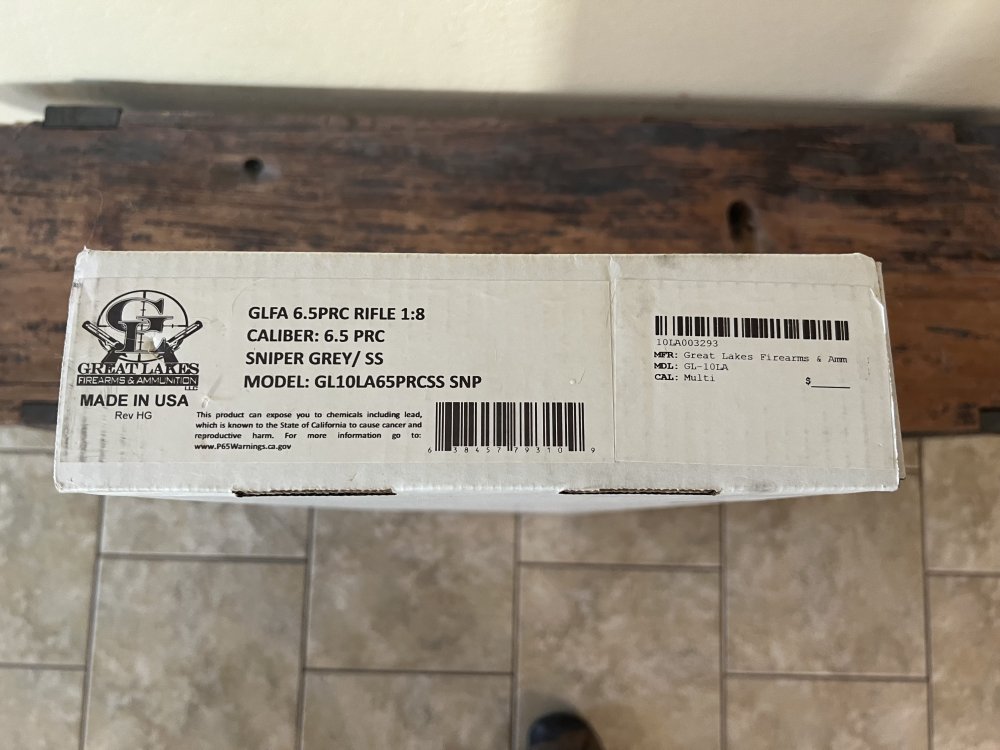 GLFA
GREAT LAKES
FIREARMS & AMMUNITION
LLC
MADE IN USA
Rev HG
GLFA 6.5PRC RIFLE 1:8
CALIBER: 6.5 PRC
SNIPER GREY/ SS
MODEL: GL10LA65PRCSS SNP
This product can expose you to chemicals including lead,
which is known to the State of California to cause cancer and
reproductive harm. For more information go to:
www.P65Warnings.ca.gov
6 38457 79310 9
10LA003293
MFR: Great Lakes Firearms & Amm
MDL: GL-10LA
CAL: Multi
$______